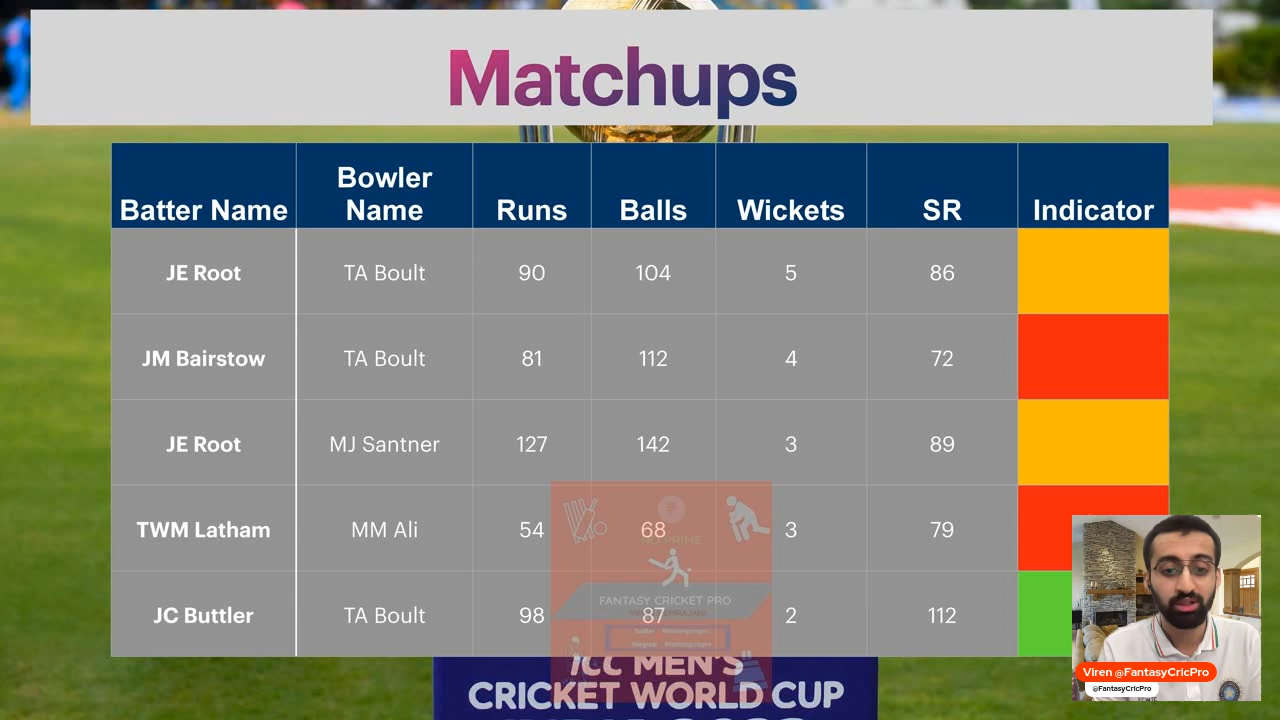 Matchups
Batter Name Bowler Name Runs Balls Wickets SR Indicator
JE Root TA Boult 90 104 5 86
JM Bairstow TA Boult 81 112 4 72
JE Root MJ Santner 127 142 3 89
TWM Latham MM Ali 54 68 3 79
JC Buttler TA Boult 98 87 2 112
FANTASY CRICKET PRO
ICC MEN'S
CRICKET WORLD CUP
Viren @FantasyCricPro
@FantasyCricPro